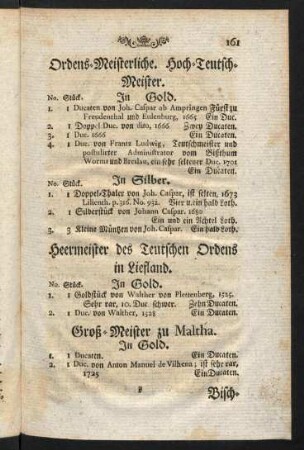 161
Ordens-Meisterliche. Hoch-Teutsch-
Meister.
No. Stück. In Gold.
1. 1 Ducaten von Joh. Caspar ab Ampringen Fürst zu
Freudenthal und Eulenburg, 1665 Ein Duc.
2. 1 Doppel Duc. von dito, 1666 Zwey Ducaten.
3. 1 Duc. 1666 Ein Ducaten.
4. 1 Duc. von Frantz Ludwig, Teutschmeister und
postulirter Administrator vom Bißthum
Worms und Breslau, ein sehr seltener Duc. 1701
Ein Ducaten.
No. Stück. In Silber.
1. 1 Doppel-Thaler von Joh. Caspar, ist selten, 1673
Lilienth. p. 316. No. 952. Vier u. ein halb Loth.
2. 1 Silberstück von Johann Caspar. 1680
Ein und ein Achtel Loth.
3. 3 Kleine Müntzen von Joh. Caspar. Ein halb Loth.
Heermeister des Teutschen Ordens
in Liefland.
No. Stück. In Gold.
1. 1 Goldstück von Walther von Plettenberg, 1525.
Sehr rar, 10. Duc. schwer. Zehn Ducaten.
2. 1 Duc. von Walther, 1528 Ein Ducaten.
Groß-Meister zu Maltha.
In Gold.
1. 1 Ducaten. Ein Ducaten.
2. 1 Duc. von Anton Manuel de Vilhena; ist sehr rar,
1725 Ein Ducaten.
Bisch-